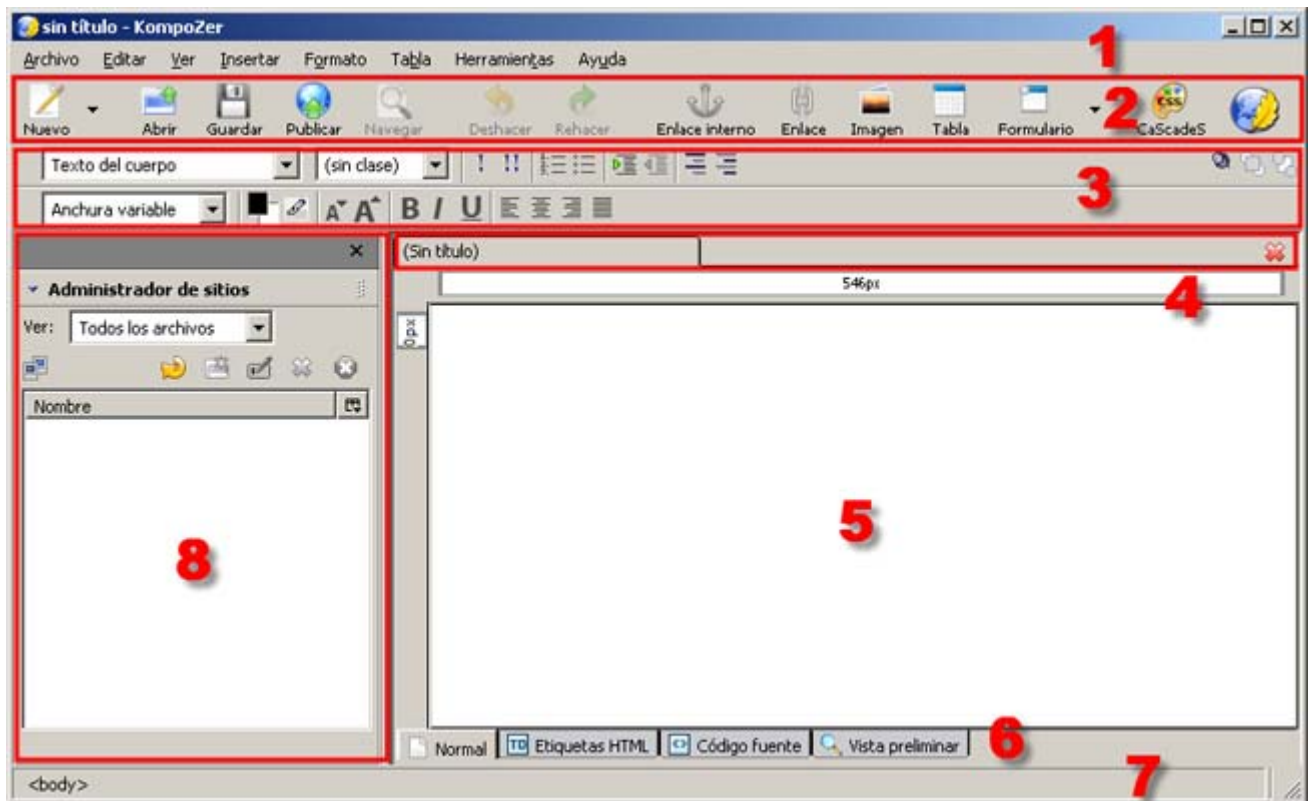 sin título - KompoZer
Archivo Editar Ver Insertar Formato Tabla Herramientas Ayuda
1
Nuevo Abrir Guardar Publicar Navegar Deshacer Rehacer Enlace interno Enlace Imagen Tabla Formulario CaScadeS
CSS
2
Texto del cuerpo (sin clase) ! !!
3
Anchura variable A A B I U
(Sin título)
546px
4
Administrador de sitios
Ver: Todos los archivos
0px
Nombre
5
8
Normal TD Etiquetas HTML Código fuente Vista preliminar
6
<body>
7